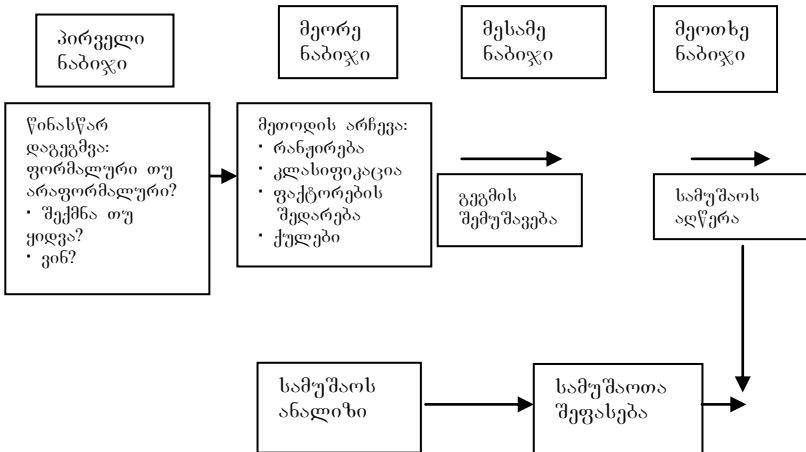 პირველი
ნაბიჯი
მეორე
ნაბიჯი
მესამე
ნაბიჯი
მეოთხე
ნაბიჯი
წინასწარ
დაგეგმვა:
ფორმალური თუ
არაფორმალური?
• შექმნა თუ
ყიდვა?
• ვინ?
მეთოდის არჩევა:
• რანჟირება
• კლასიფიკაცია
• ფაქტორების
შედარება
• ქულები
გეგმის
შემუშავება
სამუშაოს
აღწერა
სამუშაოს
ანალიზი
სამუშაოთა
შეფასება